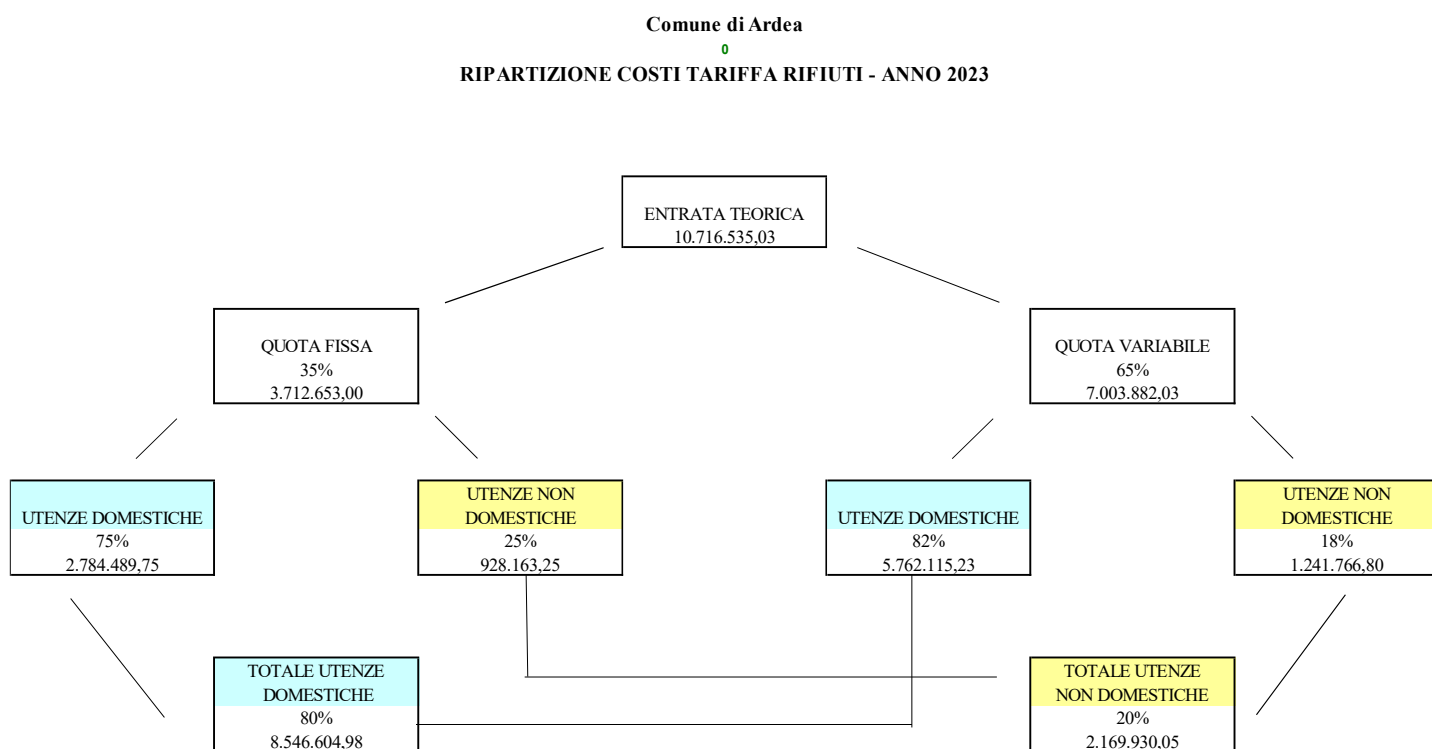 Comune di Ardea
0
RIPARTIZIONE COSTI TARIFFA RIFIUTI - ANNO 2023
ENTRATA TEORICA
10.716.535,03
QUOTA FISSA
35%
3.712.653,00
QUOTA VARIABILE
65%
7.003.882,03
UTENZE DOMESTICHE
75%
2.784.489,75
UTENZE NON
DOMESTICHE
25%
928.163,25
UTENZE DOMESTICHE
82%
5.762.115,23
UTENZE NON
DOMESTICHE
18%
1.241.766,80
TOTALE UTENZE
DOMESTICHE
80%
8.546.604,98
TOTALE UTENZE
NON DOMESTICHE
20%
2.169.930,05